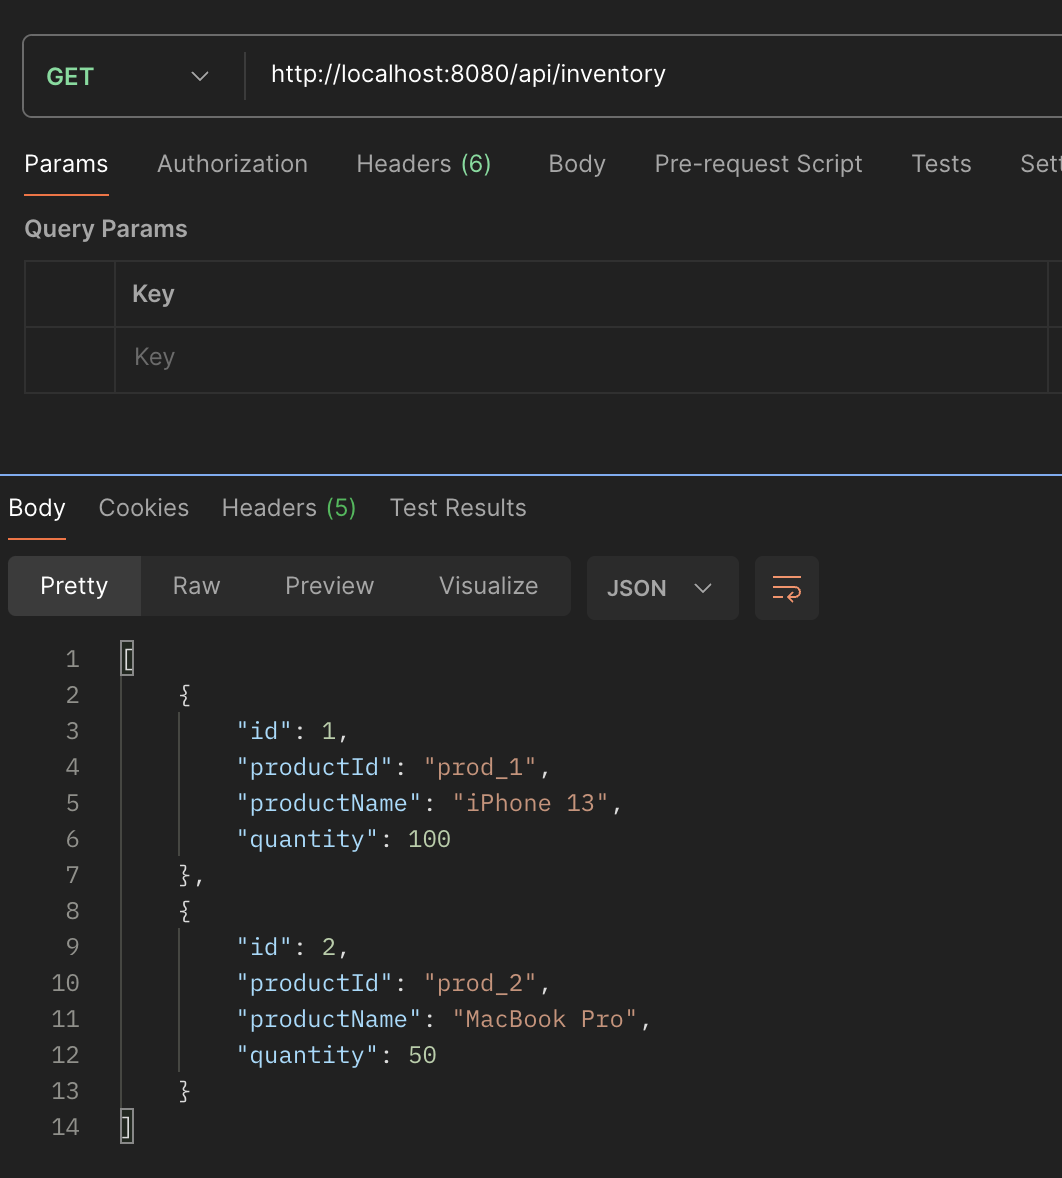 GET http://localhost:8080/api/inventory
Params Authorization Headers (6) Body Pre-request Script Tests Sett
Query Params
Key
Key
Body Cookies Headers (5) Test Results
Pretty Raw Preview Visualize JSON
1 [
2 {
3 "id": 1,
4 "productId": "prod_1",
5 "productName": "iPhone 13",
6 "quantity": 100
7 },
8 {
9 "id": 2,
10 "productId": "prod_2",
11 "productName": "MacBook Pro",
12 "quantity": 50
13 }
14 ]